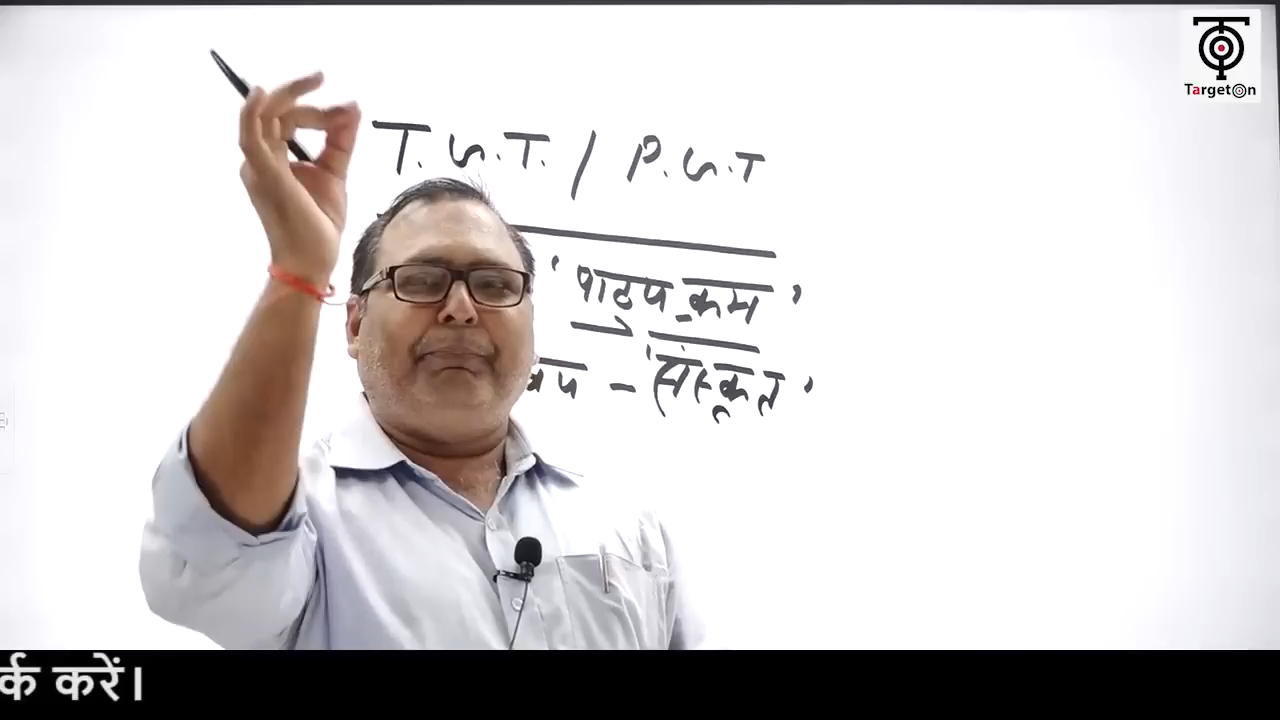 TargetOn
T.G.T. / P.G.T
' पाठ्यक्रम '
- 'संस्कृत'
र्क करें।